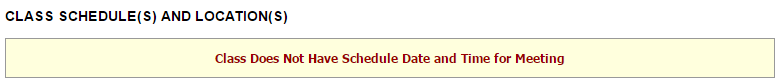 CLASS SCHEDULE(S) AND LOCATION(S)
Class Does Not Have Schedule Date and Time for Meeting